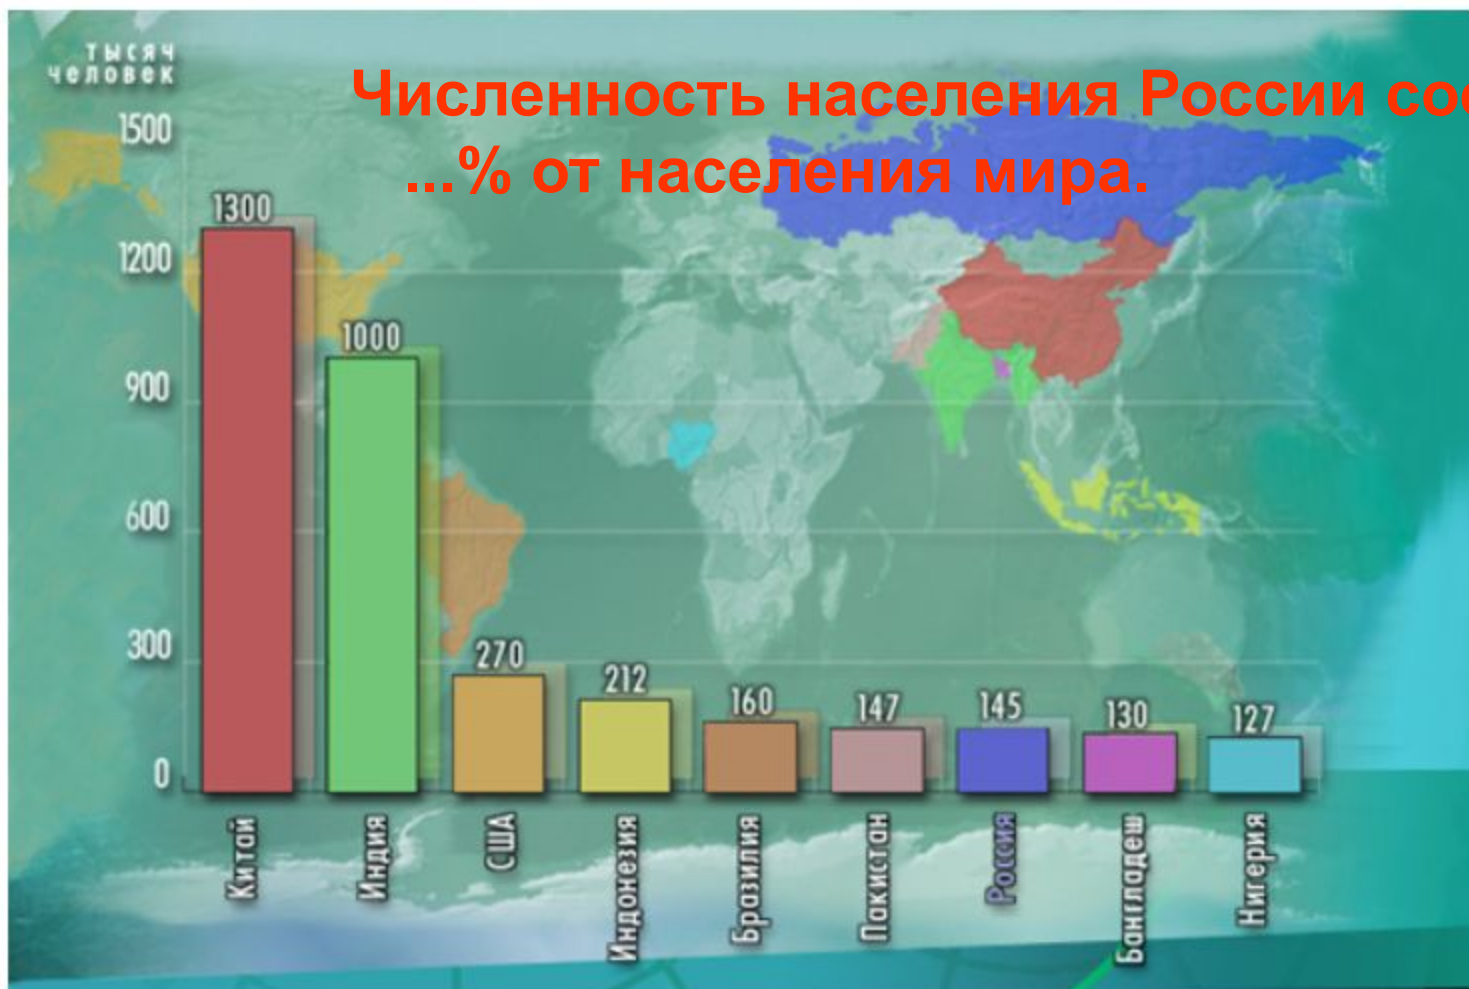 тысяч
человек
Численность населения России сос
...% от населения мира.
1500
1200
900
600
300
0
1300
1000
270
212
160
147
145
130
127
Китай
Индия
США
Индонезия
Бразилия
Пакистан
Россия
Бангладеш
Нигерия